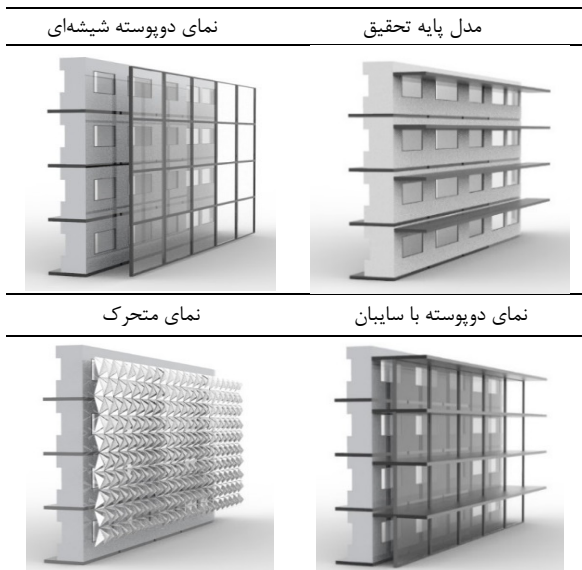 مدل پایه تحقیق
نمای دوپوسته شیشه‌ای
نمای دوپوسته با سایبان
نمای متحرک